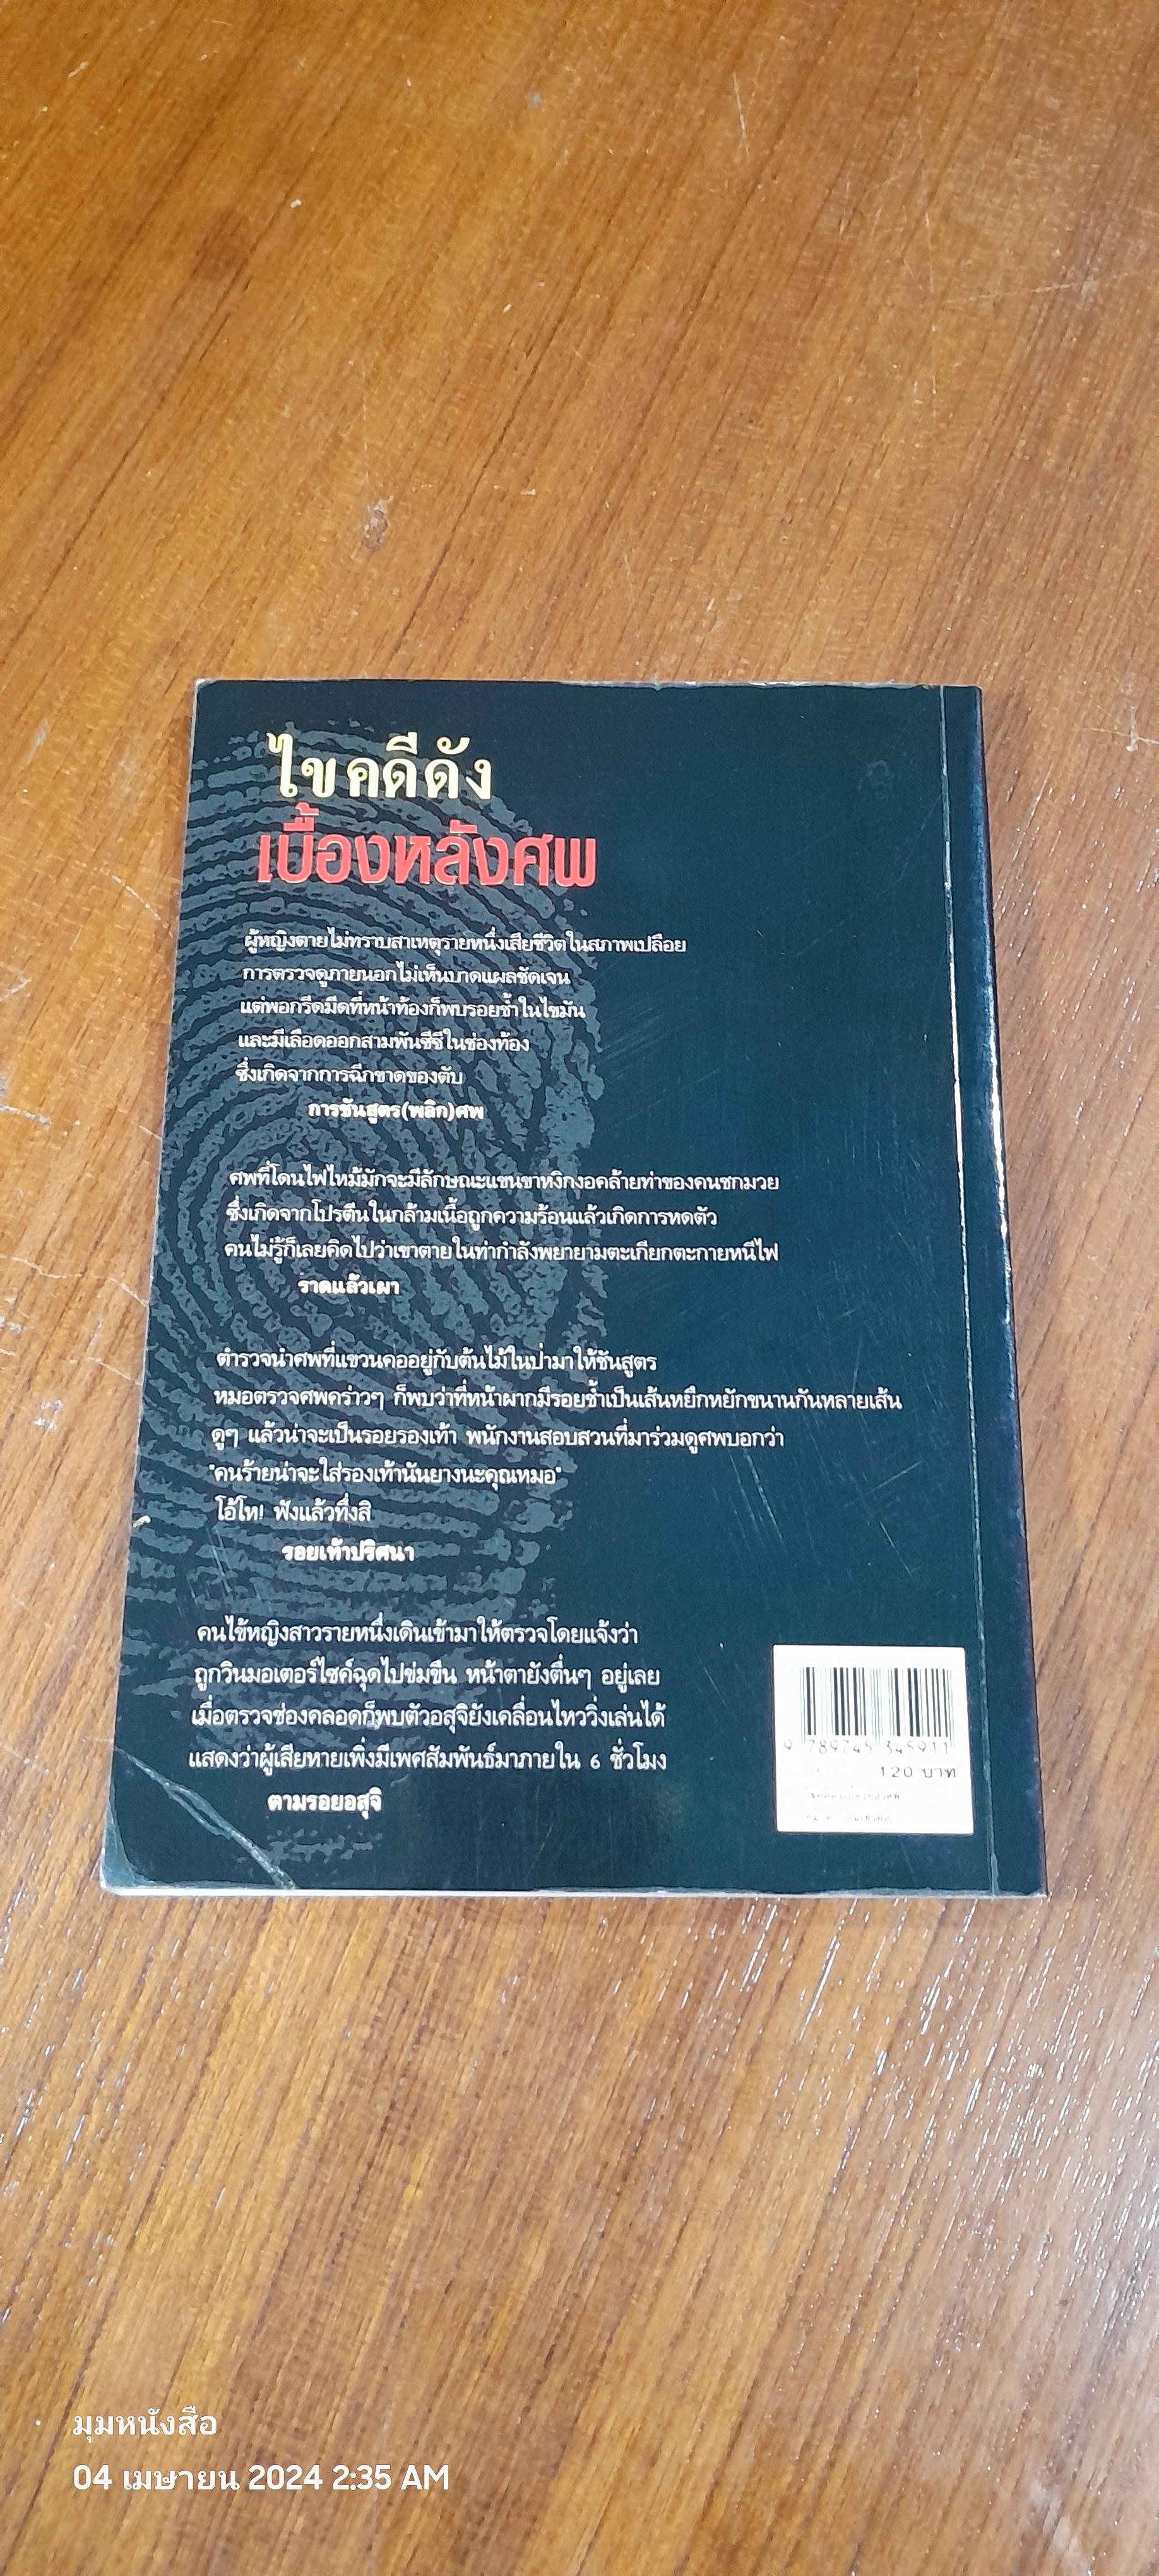 ไขคดีดัง
เบื้องหลังศพ
ผู้หญิงตายไม่ทราบสาเหตุรายหนึ่งเสียชีวิตในสภาพเปลือย
การตรวจดูภายนอกไม่เห็นบาดแผลชัดเจน
แต่พอกรีดมีดที่หน้าท้องก็พบรอยช้ำในไขมัน
และมีเลือดออกสามพันซีซีในช่องท้อง
ซึ่งเกิดจากการฉีกขาดของตับ
การชันสูตร(พลิก)ศพ
ศพที่โดนไฟไหม้มักจะมีลักษณะแขนขาหงิกงอคล้ายท่าของคนชกมวย
ซึ่งเกิดจากโปรตีนในกล้ามเนื้อถูกความร้อนแล้วเกิดการหดตัว
คนไม่รู้ก็เลยคิดไปว่าเขาตายในท่ากำลังพยายามตะเกียกตะกายหนีไฟ
ราดแล้วเผา
ตำรวจนำศพที่แขวนคออยู่กับต้นไม้ในป่ามาให้ชันสูตร
หมอตรวจศพคร่าวๆ ก็พบว่าที่หน้าผากมีรอยช้ำเป็นเส้นหยึกหยักขนานกันหลายเส้น
ดูๆ แล้วน่าจะเป็นรอยรองเท้า พนักงานสอบสวนที่มาร่วมดูศพบอกว่า
"คนร้ายน่าจะใส่รองเท้านันยางนะคุณหมอ"
โอ้โห! ฟังแล้วทึ่งสิ
รอยเท้าปริศนา
คนไข้หญิงสาวรายหนึ่งเดินเข้ามาให้ตรวจโดยแจ้งว่า
ถูกวินมอเตอร์ไซค์ฉุดไปข่มขืน หน้าตายังตื่นๆ อยู่เลย
เมื่อตรวจช่องคลอดก็พบตัวอสุจิยังเคลื่อนไหววิ่งเล่นได้
แสดงว่าผู้เสียหายเพิ่งมีเพศสัมพันธ์มาภายใน 6 ชั่วโมง
ตามรอยอสุจิ
9 789745 345911
120 บาท
มุมหนังสือ
04 เมษายน 2024 2:35 AM